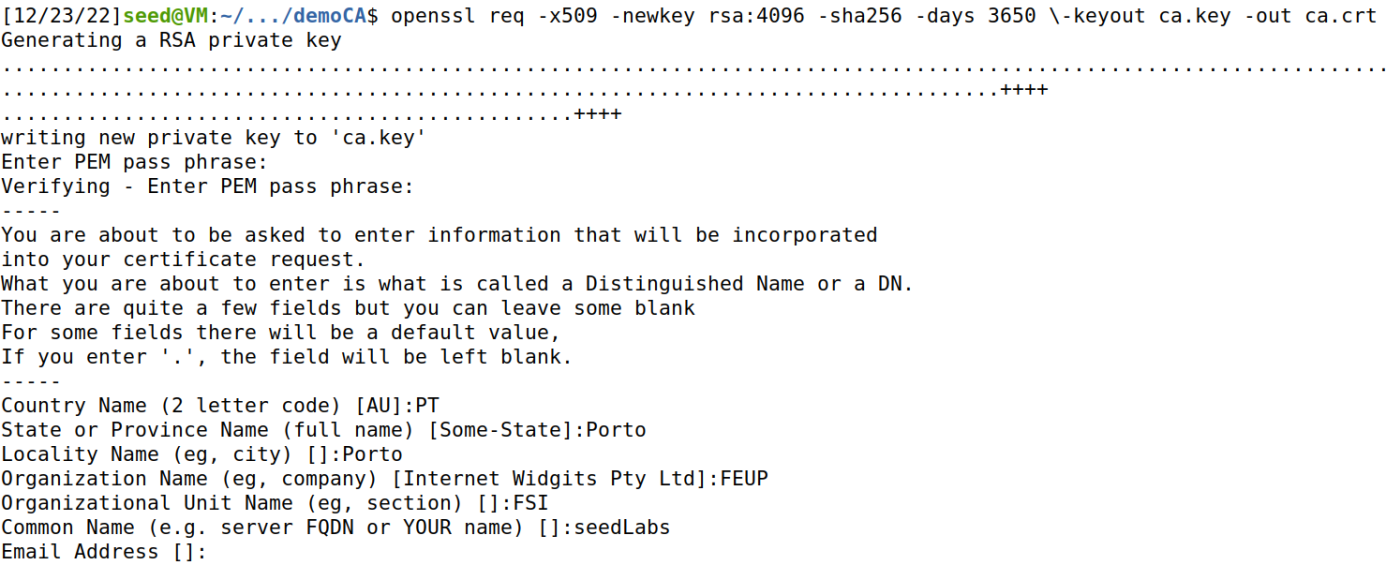 [12/23/22]seed@VM:~/.../demoCA$ openssl req -x509 -newkey rsa:4096 -sha256 -days 3650 \-keyout ca.key -out ca.crt
Generating a RSA private key
..................................................................................................................
..................................................................................++++
...............................................++++
writing new private key to 'ca.key'
Enter PEM pass phrase:
Verifying - Enter PEM pass phrase:
-----
You are about to be asked to enter information that will be incorporated
into your certificate request.
What you are about to enter is what is called a Distinguished Name or a DN.
There are quite a few fields but you can leave some blank
For some fields there will be a default value,
If you enter '.', the field will be left blank.
-----
Country Name (2 letter code) [AU]:PT
State or Province Name (full name) [Some-State]:Porto
Locality Name (eg, city) []:Porto
Organization Name (eg, company) [Internet Widgits Pty Ltd]:FEUP
Organizational Unit Name (eg, section) []:FSI
Common Name (e.g. server FQDN or YOUR name) []:seedLabs
Email Address []: